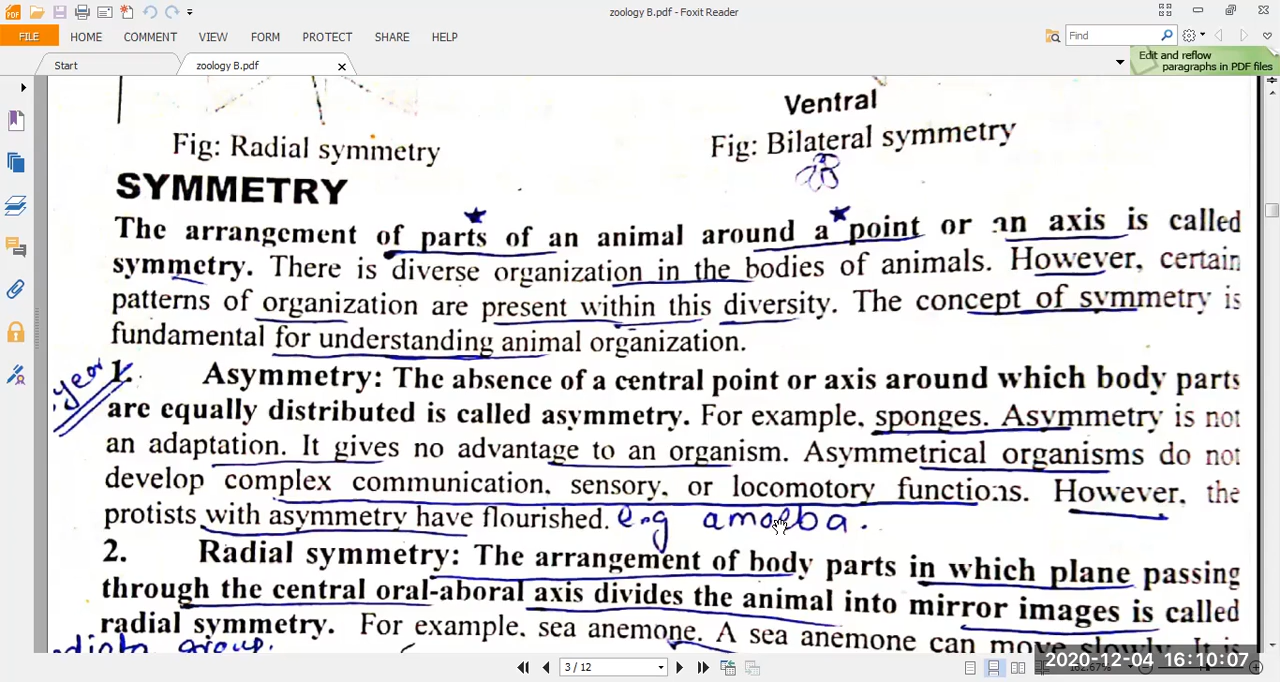 zoology B.pdf - Foxit Reader
FILE HOME COMMENT VIEW FORM PROTECT SHARE HELP
Find
Edit and reflow
paragraphs in PDF files
Start
zoology B.pdf
Ventral
Fig: Radial symmetry
Fig: Bilateral symmetry
SYMMETRY
The arrangement of parts of an animal around a point or an axis is called
symmetry. There is diverse organization in the bodies of animals. However, certain
patterns of organization are present within this diversity. The concept of symmetry is
fundamental for understanding animal organization.
year
1. Asymmetry: The absence of a central point or axis around which body parts
are equally distributed is called asymmetry. For example, sponges. Asymmetry is not
an adaptation. It gives no advantage to an organism. Asymmetrical organisms do not
develop complex communication, sensory, or locomotory functions. However, the
protists with asymmetry have flourished. e.g amoeba.
2. Radial symmetry: The arrangement of body parts in which plane passing
through the central oral-aboral axis divides the animal into mirror images is called
radial symmetry. For example, sea anemone. A sea anemone can move slowly. It is
group.
3 / 12
2020-12-04 16:10:07